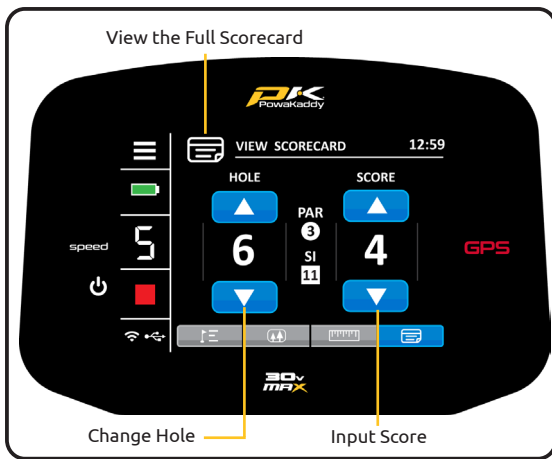 View the Full Scorecard
PK
PowaKaddy
VIEW SCORECARD 12:59
HOLE SCORE
PAR
3
speed 5 6 SI 4 GPS
11
30v
MAX
Change Hole Input Score